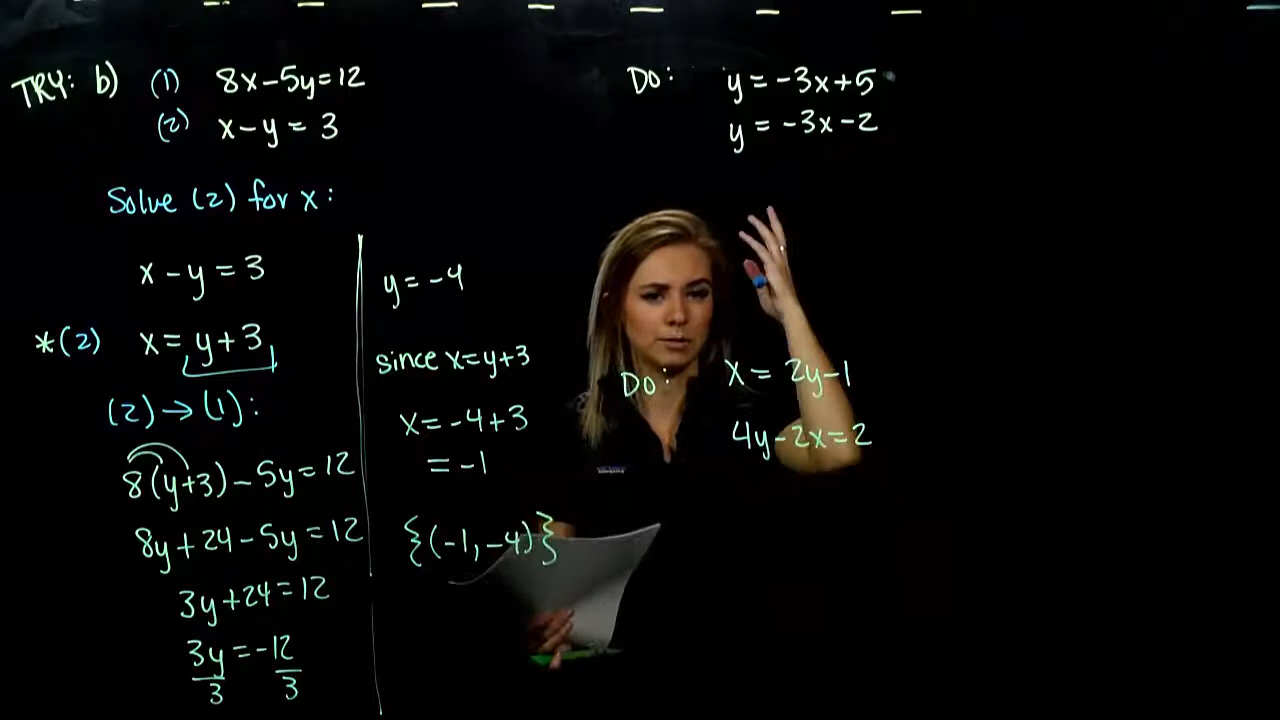 TRY: b) (1) 8x-5y=12
(2) x-y=3
Solve (2) for x:
x-y=3
*(2) x=y+3
(2)→(1):
8(y+3)-5y=12
8y+24-5y=12
3y+24=12
3y=-12
3 3
y=-4
since x=y+3
x=-4+3
=-1
{(-1,-4)}
Do: y=-3x+5
y=-3x-2
Do: x=2y-1
4y-2x=2